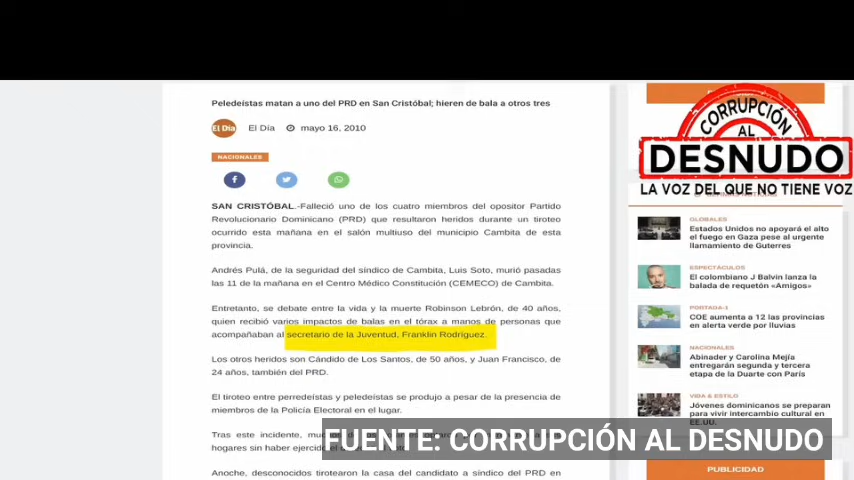 Peledeístas matan a uno del PRD en San Cristóbal; hieren de bala a otros tres
El Día
El Día
mayo 16, 2010
NACIONALES
SAN CRISTÓBAL.-Falleció uno de los cuatro miembros del opositor Partido
Revolucionario Dominicano (PRD) que resultaron heridos durante un tiroteo
ocurrido esta mañana en el salón multiuso del municipio Cambita de esta
provincia.
Andrés Pulá, de la seguridad del síndico de Cambita, Luis Soto, murió pasadas
las 11 de la mañana en el Centro Médico Constitución (CEMECO) de Cambita.
Entretanto, se debate entre la vida y la muerte Robinson Lebrón, de 40 años,
quien recibió varios impactos de balas en el tórax a manos de personas que
acompañaban al secretario de la Juventud, Franklin Rodríguez.
Los otros heridos son Cándido de Los Santos, de 50 años, y Juan Francisco, de
24 años, también del PRD.
El tiroteo entre perredeístas y peledeístas se produjo a pesar de la presencia de
miembros de la Policía Electoral en el lugar.
Tras este incidente,
hogares sin haber
Anoche, desconocidos tirotearon la casa del candidato a síndico del PRD en
CORRUPCIÓN
AL
DESNUDO
LA VOZ DEL QUE NO TIENE VOZ
GLOBALES
Estados Unidos no apoyará el alto
el fuego en Gaza pese al urgente
llamamiento de Guterres
ESPECTÁCULOS
El colombiano J Balvin lanza la
balada de reguetón «Amigos»
PORTADA-1
COE aumenta a 12 las provincias
en alerta verde por lluvias
NACIONALES
Abinader y Carolina Mejía
entregarán segunda y tercera
etapa de la Duarte con París
VIDA & ESTILO
Jóvenes dominicanos se preparan
para vivir intercambio cultural en
EE.UU.
FUENTE: CORRUPCIÓN AL DESNUDO
PUBLICIDAD